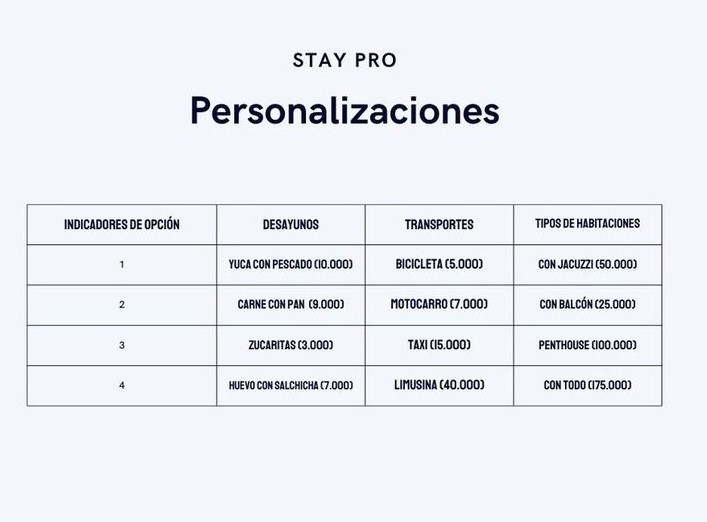 STAY PRO
Personalizaciones
INDICADORES DE OPCIÓN DESAYUNOS TRANSPORTES TIPOS DE HABITACIONES
1 YUCA CON PESCADO (10.000) BICICLETA (5.000) CON JACUZZI (50.000)
2 CARNE CON PAN (9.000) MOTOCARRO (7.000) CON BALCÓN (25.000)
3 ZUCARITAS (3.000) TAXI (15.000) PENTHOUSE (100.000)
4 HUEVO CON SALCHICHA (7.000) LIMUSINA (40.000) CON TODO (175.000)